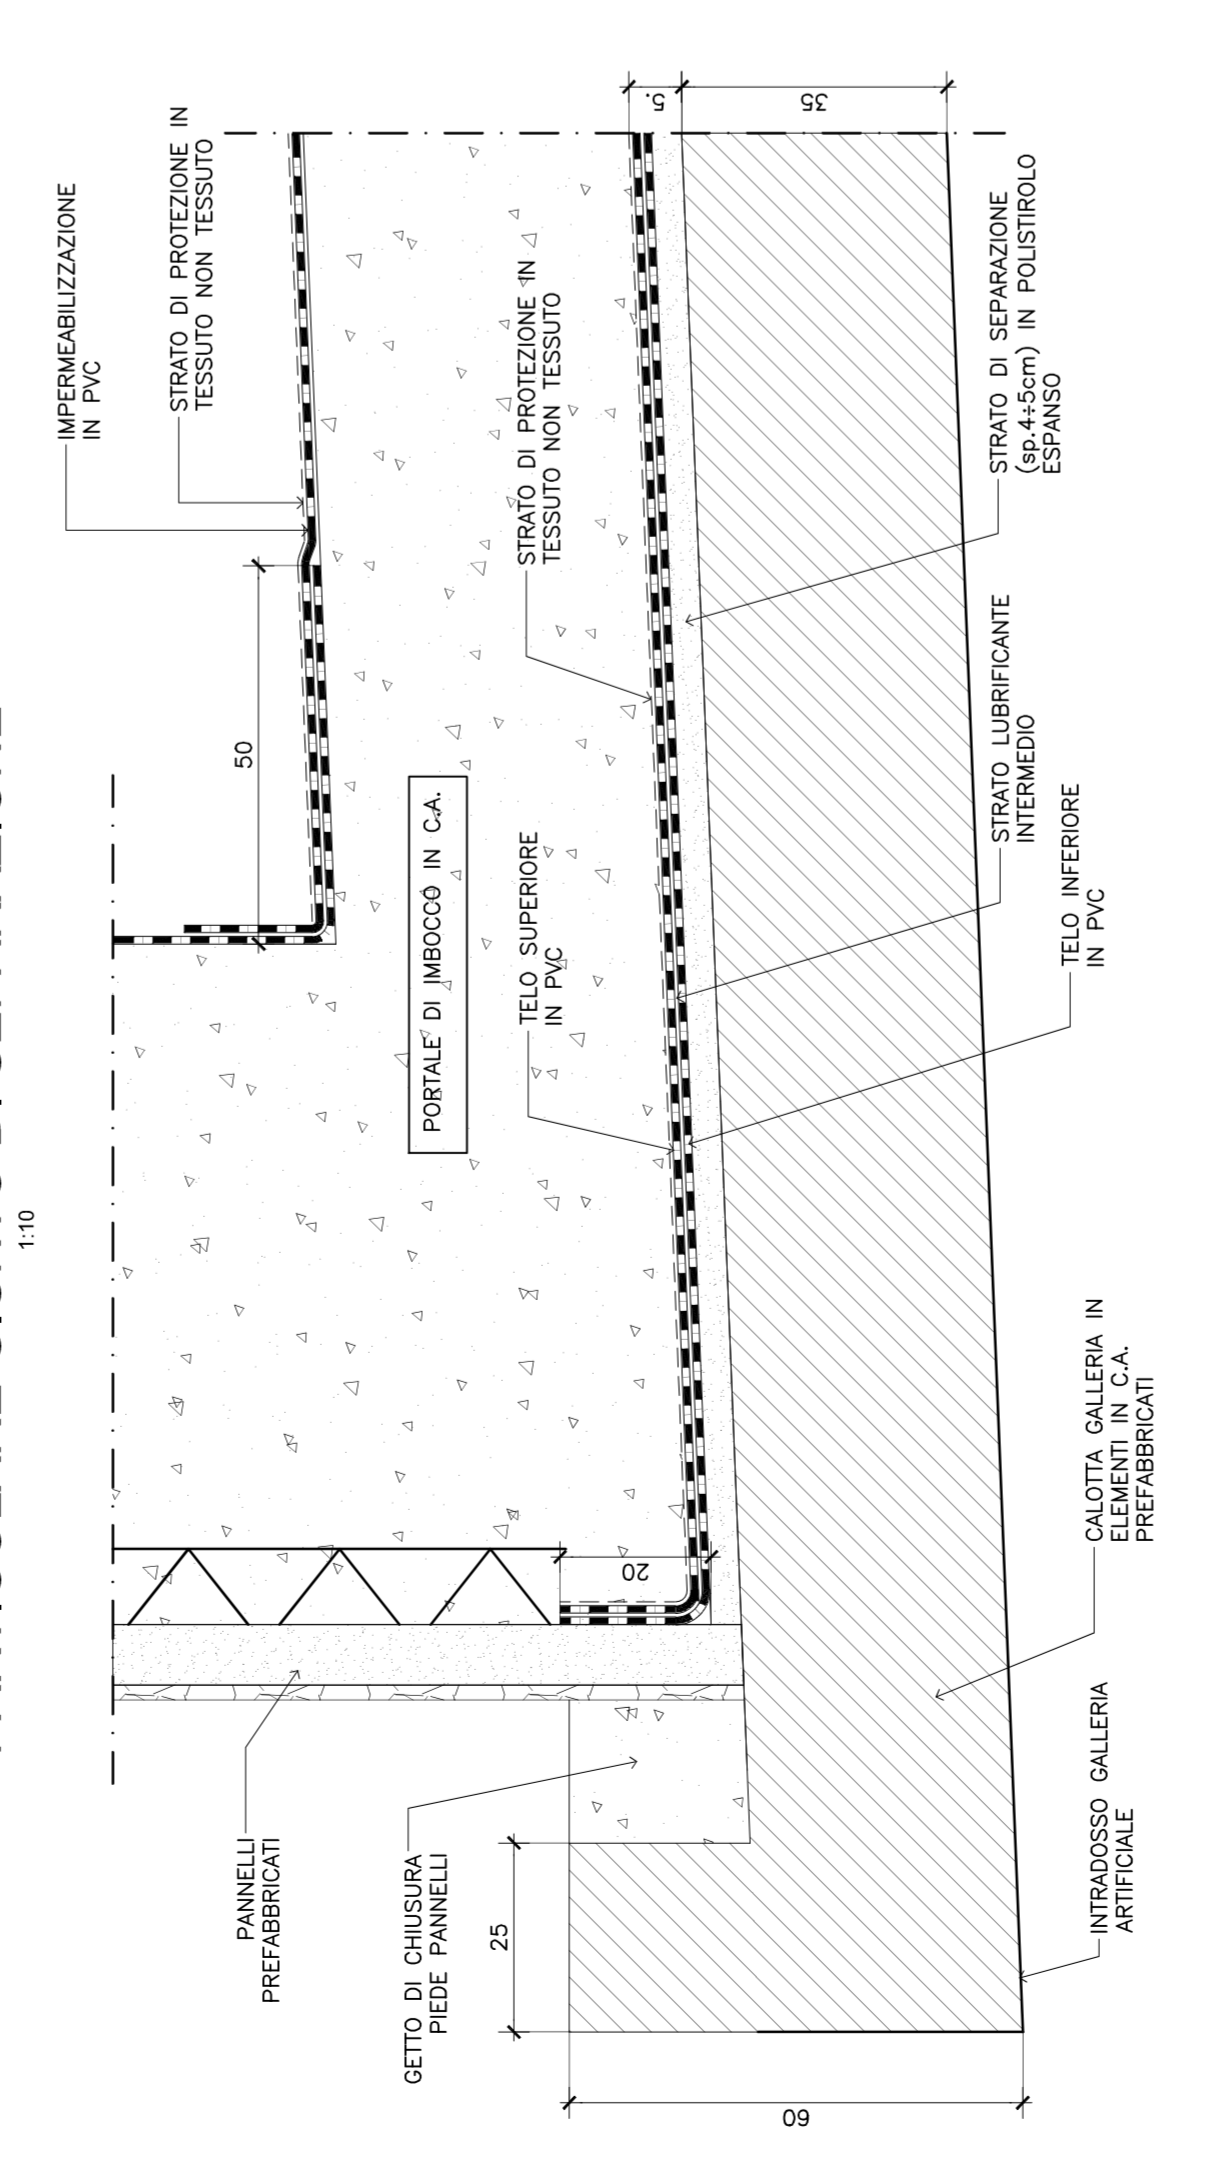 1:10
IMPERMEABILIZZAZIONE
IN PVC
STRATO DI PROTEZIONE IN
TESSUTO NON TESSUTO
50
PORTALE DI IMBOCCO IN C.A.
STRATO DI PROTEZIONE IN
TESSUTO NON TESSUTO
TELO SUPERIORE
IN PVC
5.
35
20
PANNELLI
PREFABBRICATI
GETTO DI CHIUSURA
PIEDE PANNELLI
25
60
STRATO DI SEPARAZIONE
(sp.4÷5cm) IN POLISTIROLO
ESPANSO
STRATO LUBRIFICANTE
INTERMEDIO
TELO INFERIORE
IN PVC
CALOTTA GALLERIA IN
ELEMENTI IN C.A.
PREFABBRICATI
INTRADOSSO GALLERIA
ARTIFICIALE